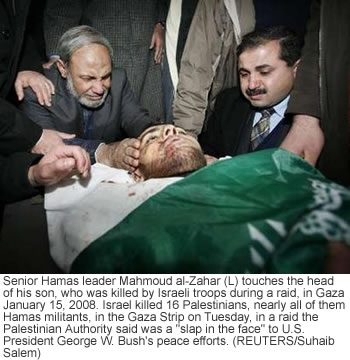 Senior Hamas leader Mahmoud al-Zahar (L) touches the head
of his son, who was killed by Israeli troops during a raid, in Gaza
January 15, 2008. Israel killed 16 Palestinians, nearly all of them
Hamas militants, in the Gaza Strip on Tuesday, in a raid the
Palestinian Authority said was a "slap in the face" to U.S.
President George W. Bush's peace efforts. (REUTERS/Suhaib
Salem)